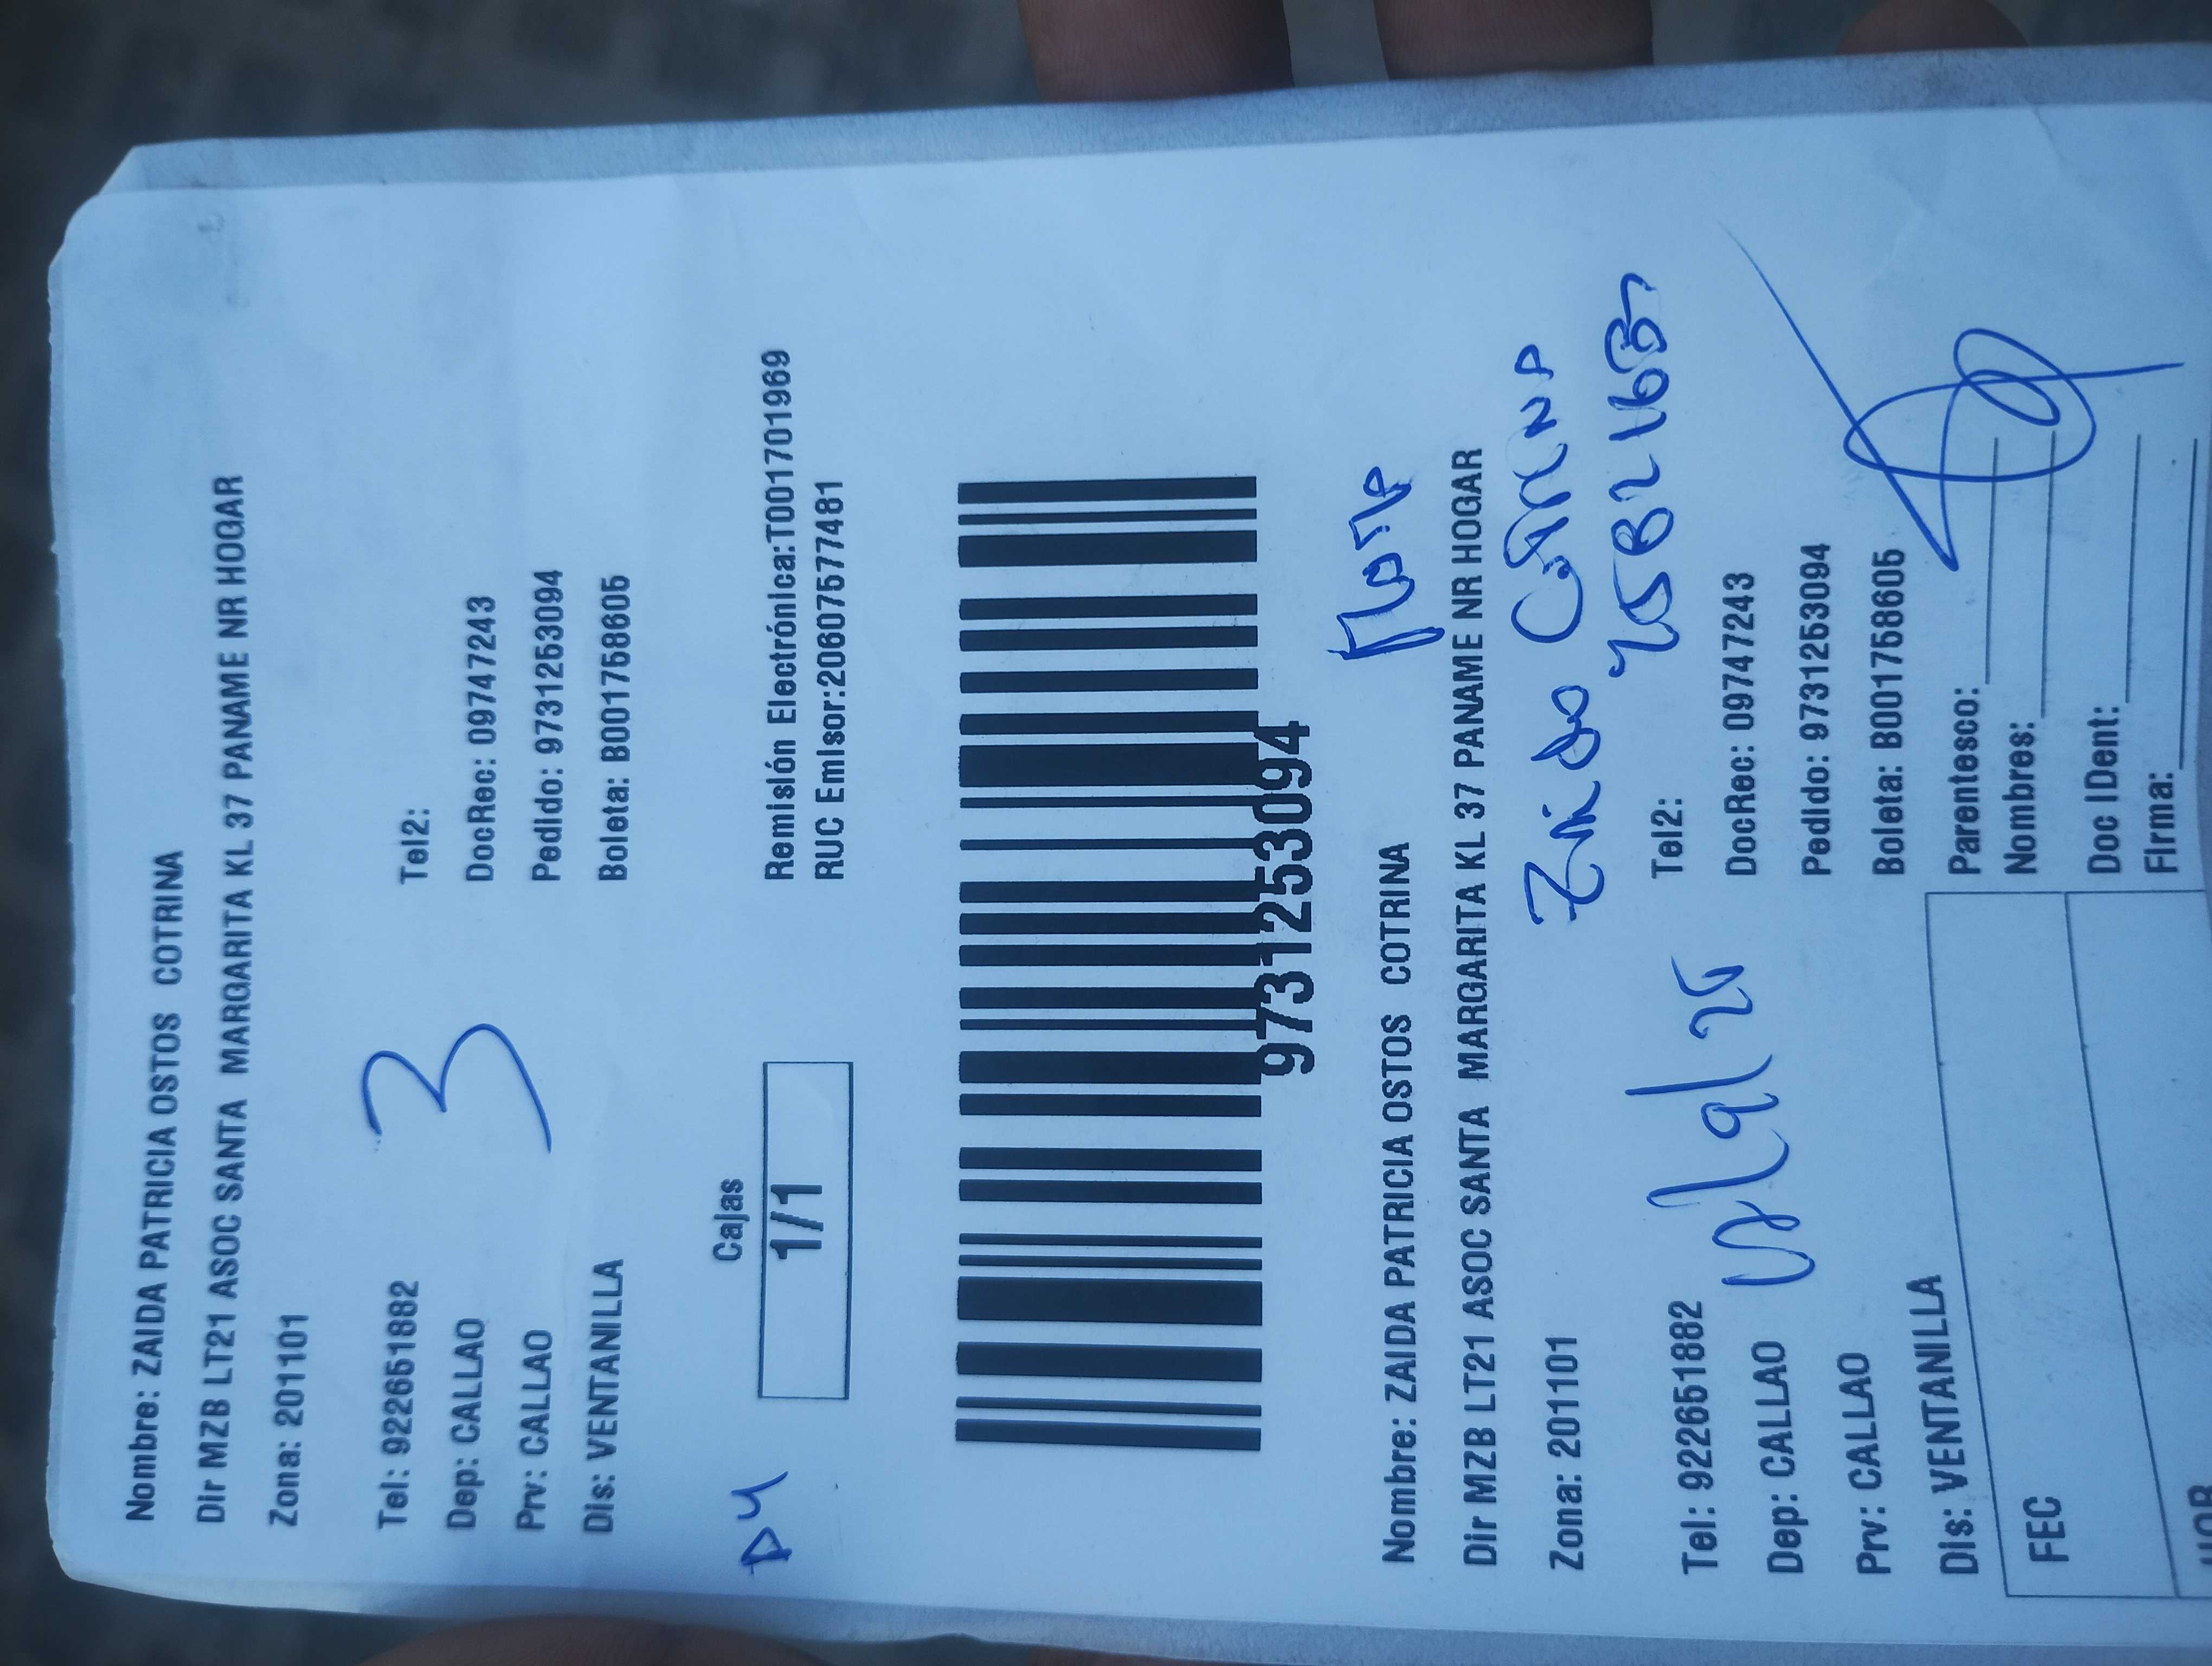 Nombre: ZAIDA PATRICIA OSTOS COTRINA
Dir MZB LT21 ASOC SANTA MARGARITA KL 37 PANAME NR HOGAR
Zona: 201101
Tel: 922651882 Tel2:
Dep: CALLAO DocRec: 09747243
3
Prv: CALLAO Pedido: 9731253094
Dis: VENTANILLA Boleta: B001758605
Cajas
D4
1/1
Remisión Electrónica:T001701969
RUC Emisor:20607577481
9731253094
Nombre: ZAIDA PATRICIA OSTOS COTRINA
Dir MZB LT21 ASOC SANTA MARGARITA KL 37 PANAME NR HOGAR
Zona: 201101
Tel: 922651882 Tel2:
Dep: CALLAO DocRec: 09747243
Prv: CALLAO Pedido: 9731253094
Dis: VENTANILLA Boleta: B001758605
FEC
Parentesco:
Nombres:
Doc IDent:
Firma: